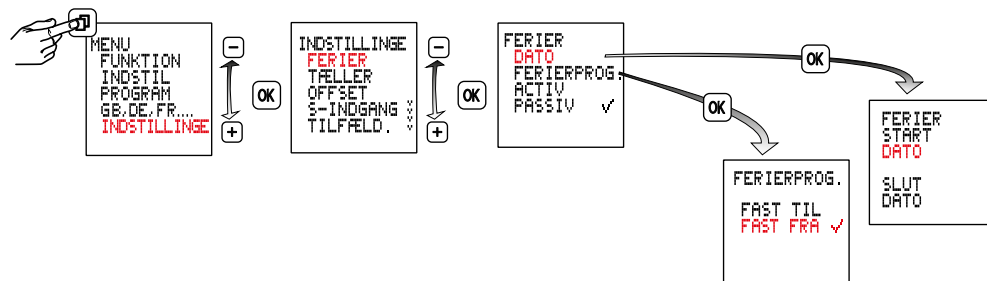 MENU
FUNKTION
INDSTIL
PROGRAM
GB,DE,FR....
INDSTILLINGE
−
+
OK
INDSTILLINGE
FERIER
TÆLLER
OFFSET
S-INDGANG
TILFÆLD.
−
+
OK
FERIER
DATO
FERIERPROG.
ACTIV
PASSIV ✓
OK
OK
FERIERPROG.
FAST TIL
FAST FRA ✓
FERIER
START
DATO
SLUT
DATO